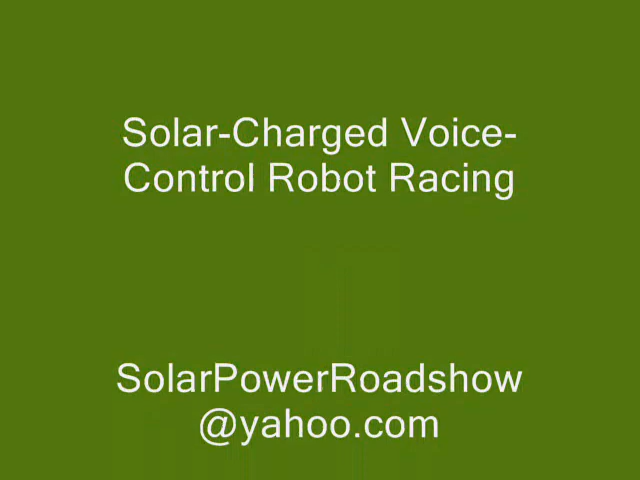 Solar-Charged Voice-
Control Robot Racing
SolarPowerRoadshow
@yahoo.com